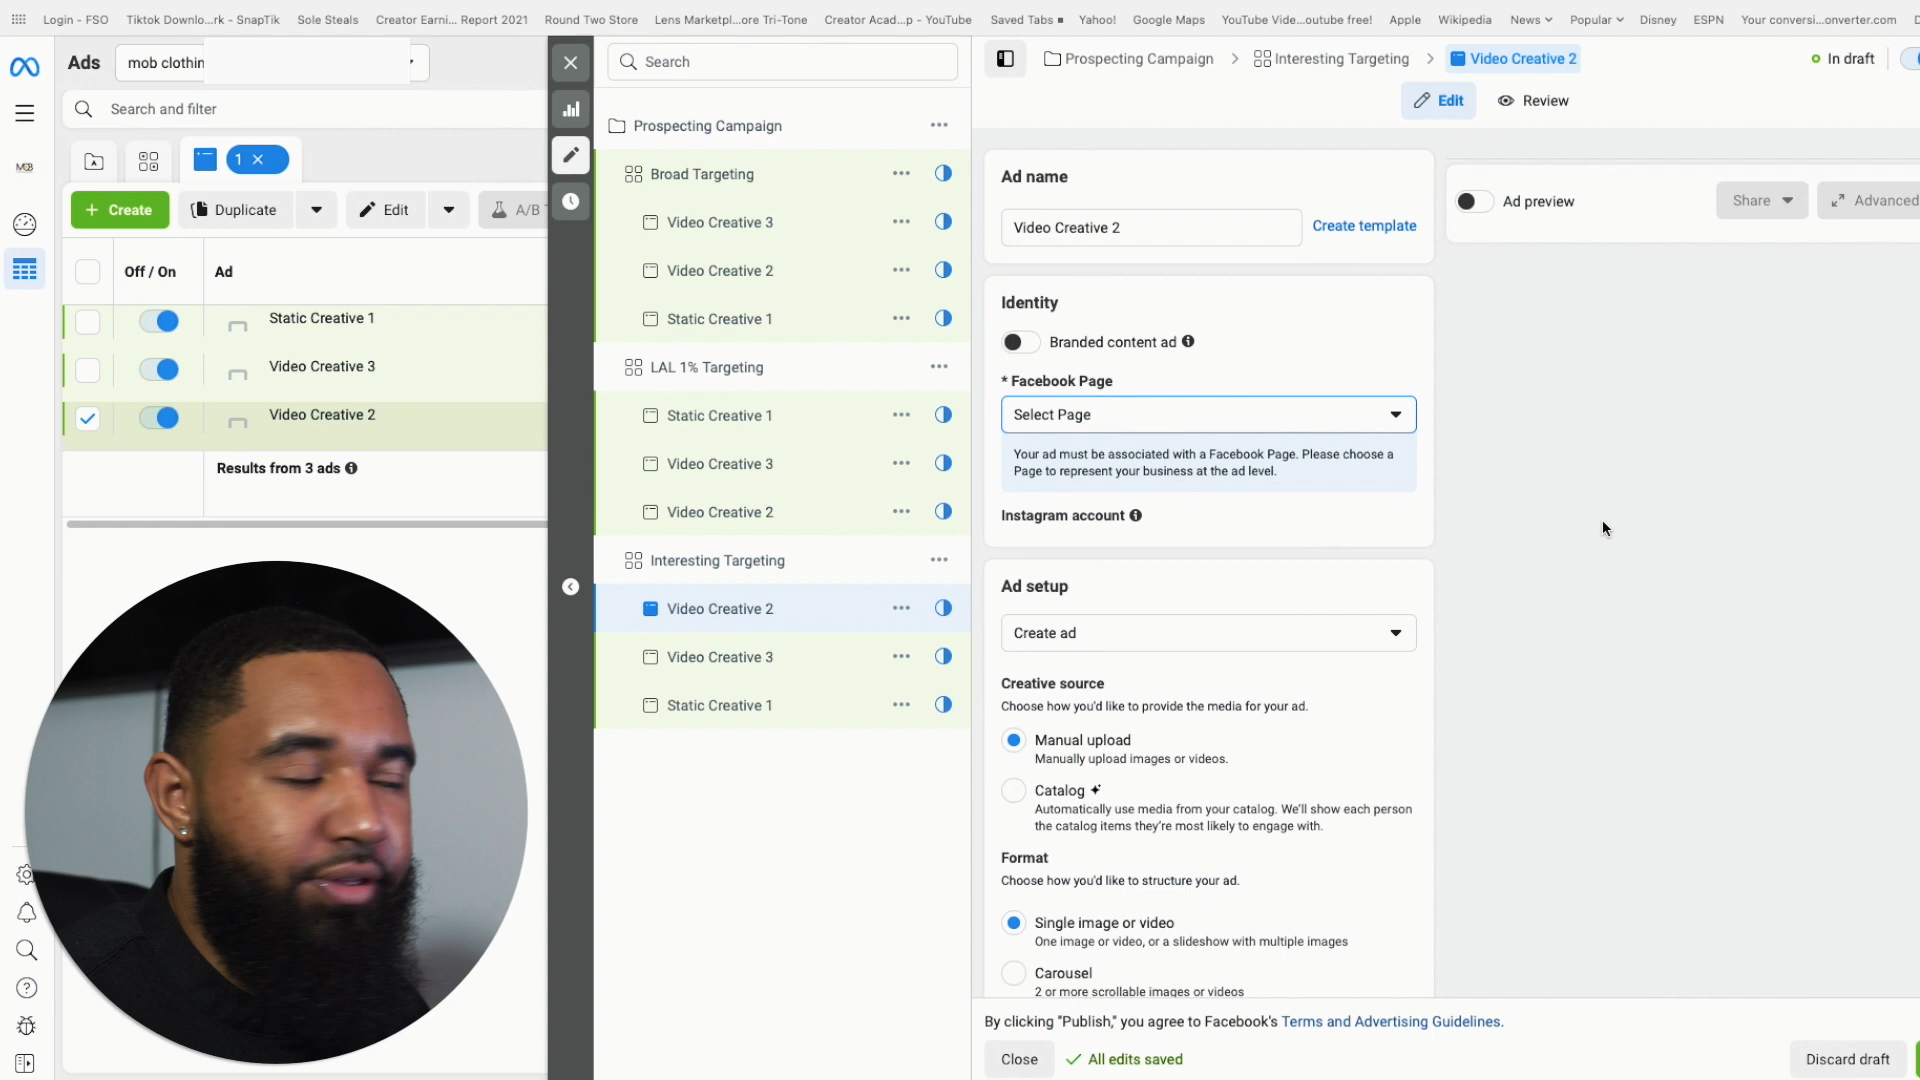 Login - FSO
Tiktok Downlo...rk - SnapTik
Sole Steals
Creator Earni... Report 2021
Round Two Store
Lens Marketpl...ore Tri-Tone
Creator Acad...p - YouTube
Saved Tabs
Yahoo!
Google Maps
YouTube Vide...outube free!
Apple
Wikipedia
News
Popular
Disney
ESPN
Your conversi...onverter.com
Ads
mob clothin
Search and filter
1
+ Create
Duplicate
Edit
A/B
Off / On
Ad
Static Creative 1
Video Creative 3
Video Creative 2
Results from 3 ads
Search
Prospecting Campaign
Broad Targeting
Video Creative 3
Video Creative 2
Static Creative 1
LAL 1% Targeting
Static Creative 1
Video Creative 3
Video Creative 2
Interesting Targeting
Video Creative 2
Video Creative 3
Static Creative 1
Prospecting Campaign
Interesting Targeting
Video Creative 2
In draft
Edit
Review
Ad name
Video Creative 2
Create template
Identity
Branded content ad
* Facebook Page
Select Page
Your ad must be associated with a Facebook Page. Please choose a
Page to represent your business at the ad level.
Instagram account
Ad setup
Create ad
Creative source
Choose how you'd like to provide the media for your ad.
Manual upload
Manually upload images or videos.
Catalog
Automatically use media from your catalog. We'll show each person
the catalog items they're most likely to engage with.
Format
Choose how you'd like to structure your ad.
Single image or video
One image or video, or a slideshow with multiple images
Carousel
2 or more scrollable images or videos
Ad preview
Share
Advanced
By clicking "Publish," you agree to Facebook's Terms and Advertising Guidelines.
Close
All edits saved
Discard draft